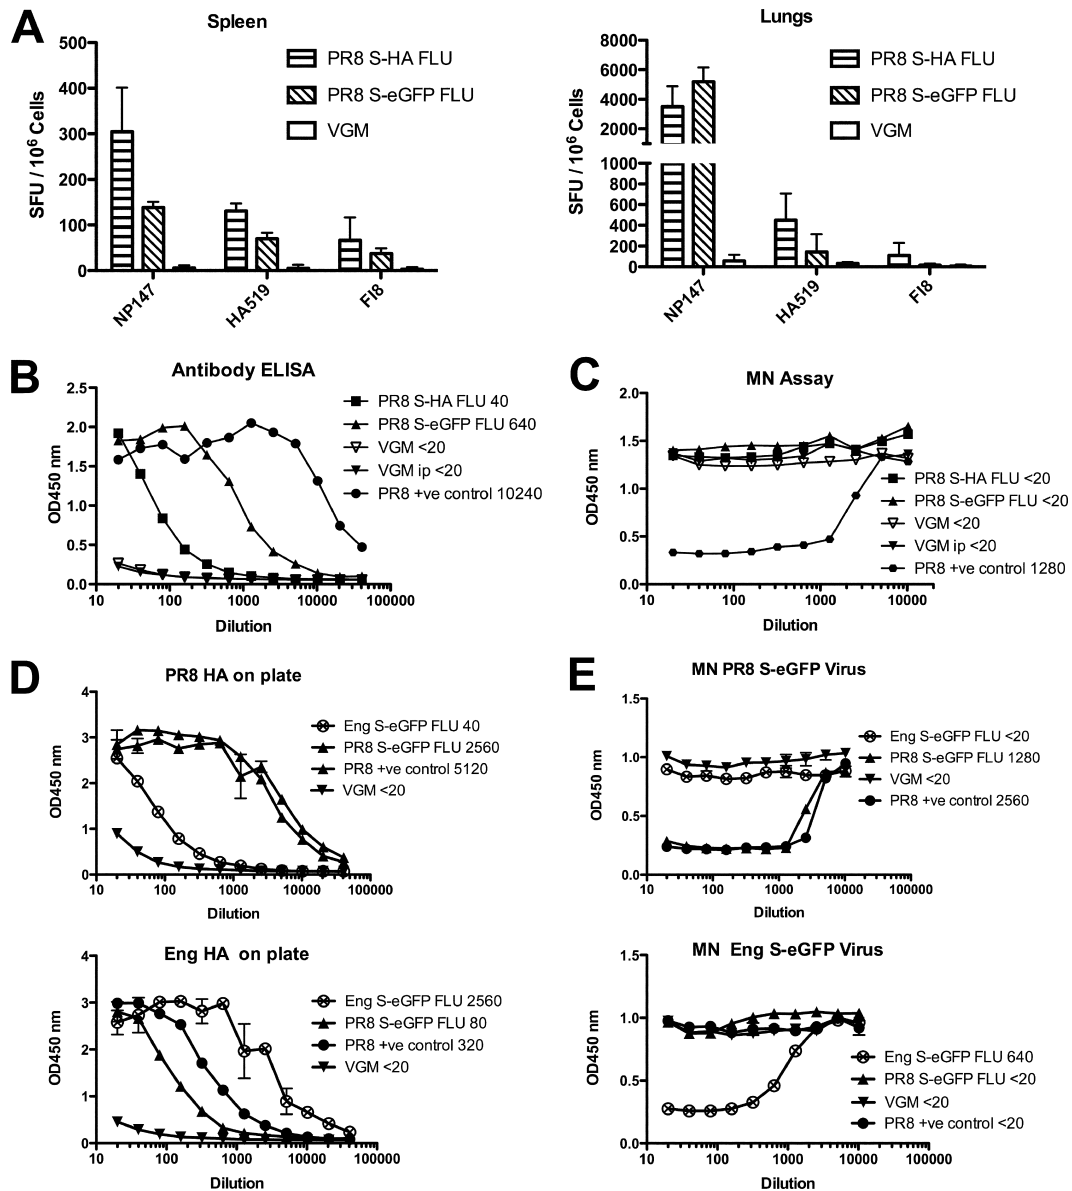 A
Spleen
SFU / 10⁶ Cells
500
400
300
200
100
0
PR8 S-HA FLU
PR8 S-eGFP FLU
VGM
NP147
HA519
FI8
Lungs
SFU / 10⁶ Cells
8000
6000
4000
2000
1000
800
600
400
200
0
PR8 S-HA FLU
PR8 S-eGFP FLU
VGM
NP147
HA519
FI8
B
Antibody ELISA
OD450 nm
2.5
2.0
1.5
1.0
0.5
0.0
PR8 S-HA FLU 40
PR8 S-eGFP FLU 640
VGM <20
VGM ip <20
PR8 +ve control 10240
10 100 1000 10000 100000
Dilution
C
MN Assay
OD450 nm
2.0
1.5
1.0
0.5
0.0
PR8 S-HA FLU <20
PR8 S-eGFP FLU <20
VGM <20
VGM ip <20
PR8 +ve control 1280
10 100 1000 10000
Dilution
D
PR8 HA on plate
OD450 nm
4
3
2
1
0
Eng S-eGFP FLU 40
PR8 S-eGFP FLU 2560
PR8 +ve control 5120
VGM <20
10 100 1000 10000 100000
Dilution
Eng HA on plate
OD450 nm
4
3
2
1
0
Eng S-eGFP FLU 2560
PR8 S-eGFP FLU 80
PR8 +ve control 320
VGM <20
10 100 1000 10000 100000
Dilution
E
MN PR8 S-eGFP Virus
OD450 nm
1.5
1.0
0.5
0.0
Eng S-eGFP FLU <20
PR8 S-eGFP FLU 1280
VGM <20
PR8 +ve control 2560
10 100 1000 10000 100000
Dilution
MN Eng S-eGFP Virus
OD450 nm
1.5
1.0
0.5
0.0
Eng S-eGFP FLU 640
PR8 S-eGFP FLU <20
VGM <20
PR8 +ve control <20
10 100 1000 10000 100000
Dilution